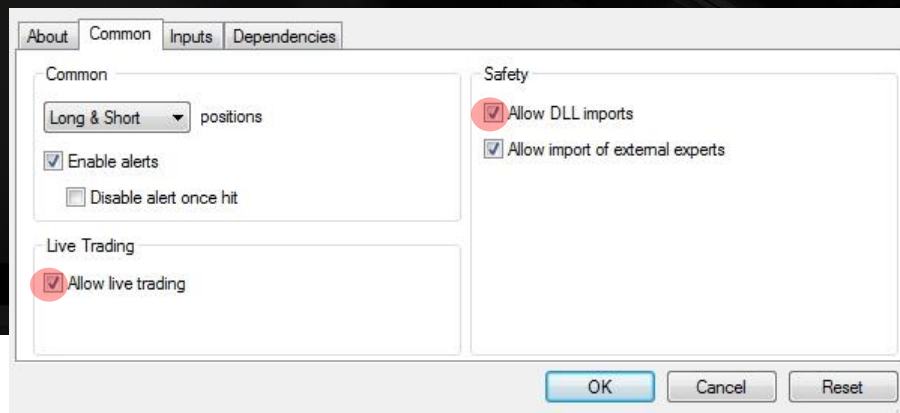 About Common Inputs Dependencies
Common
Long & Short positions
Enable alerts
Disable alert once hit
Live Trading
Allow live trading
Safety
Allow DLL imports
Allow import of external experts
OK Cancel Reset